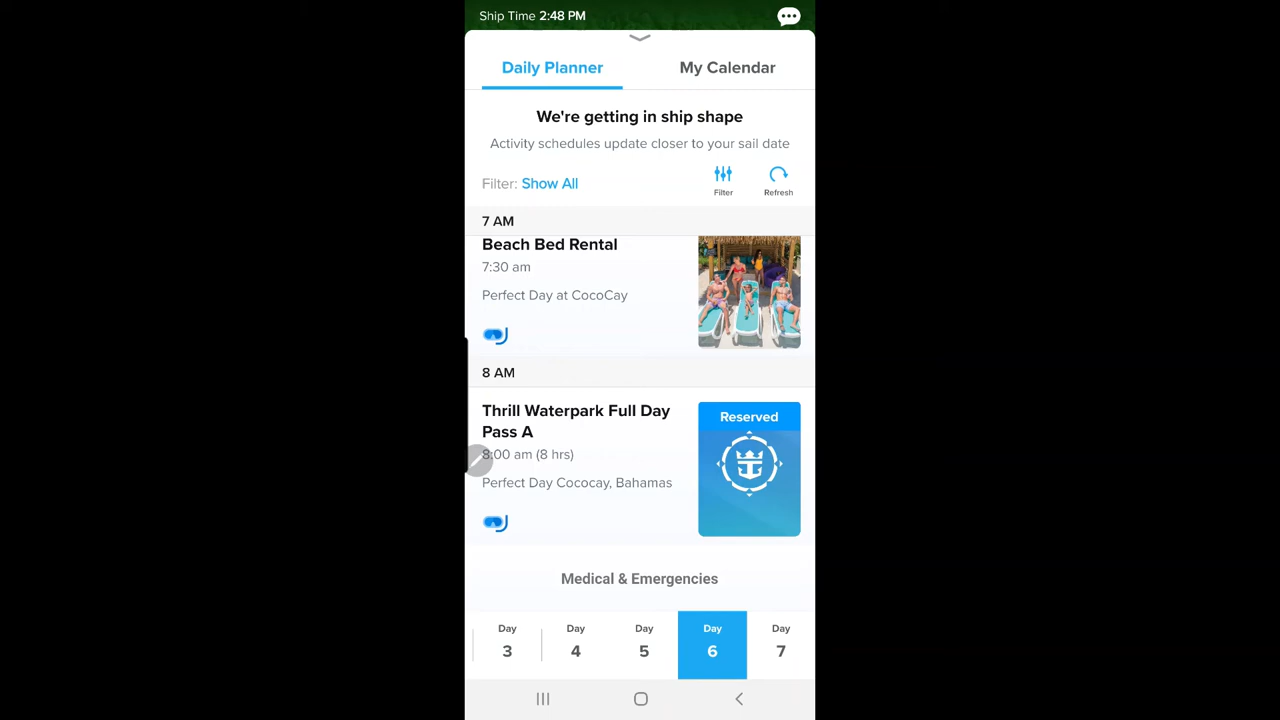 Ship Time 2:48 PM
Daily Planner
My Calendar
We're getting in ship shape
Activity schedules update closer to your sail date
Filter: Show All
Filter
Refresh
7 AM
Beach Bed Rental
7:30 am
Perfect Day at CocoCay
8 AM
Thrill Waterpark Full Day
Pass A
8:00 am (8 hrs)
Perfect Day Cococay, Bahamas
Reserved
Medical & Emergencies
Day
3
Day
4
Day
5
Day
6
Day
7